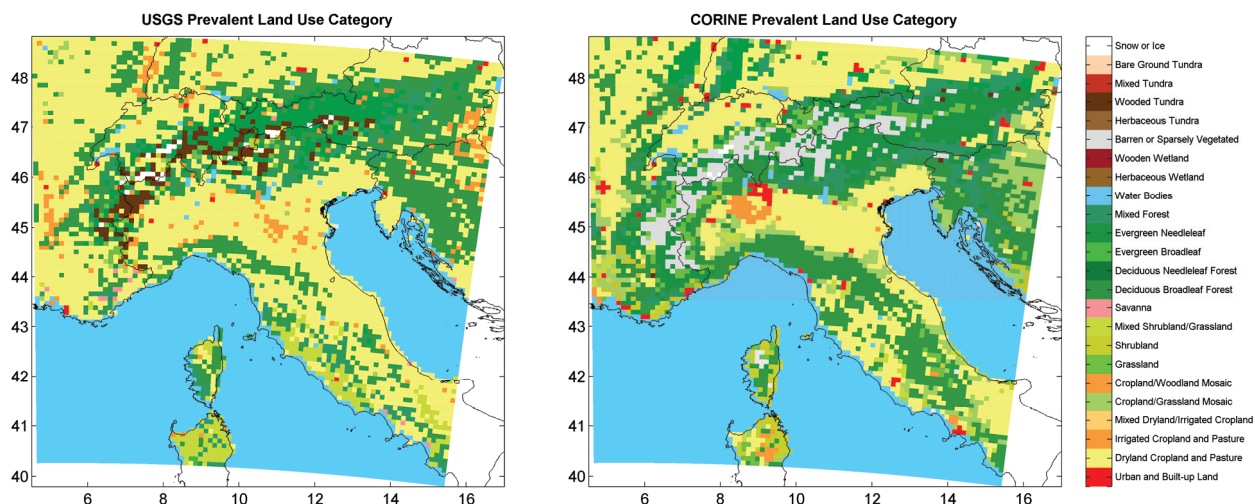 USGS Prevalent Land Use Category
48
47
46
45
44
43
42
41
40
6
8
10
12
14
16
CORINE Prevalent Land Use Category
48
47
46
45
44
43
42
41
40
6
8
10
12
14
16
Snow or Ice
Bare Ground Tundra
Mixed Tundra
Wooded Tundra
Herbaceous Tundra
Barren or Sparsely Vegetated
Wooden Wetland
Herbaceous Wetland
Water Bodies
Mixed Forest
Evergreen Needleleaf
Evergreen Broadleaf
Deciduous Needleleaf Forest
Deciduous Broadleaf Forest
Savanna
Mixed Shrubland/Grassland
Shrubland
Grassland
Cropland/Woodland Mosaic
Cropland/Grassland Mosaic
Mixed Dryland/Irrigated Cropland
Irrigated Cropland and Pasture
Dryland Cropland and Pasture
Urban and Built-up Land